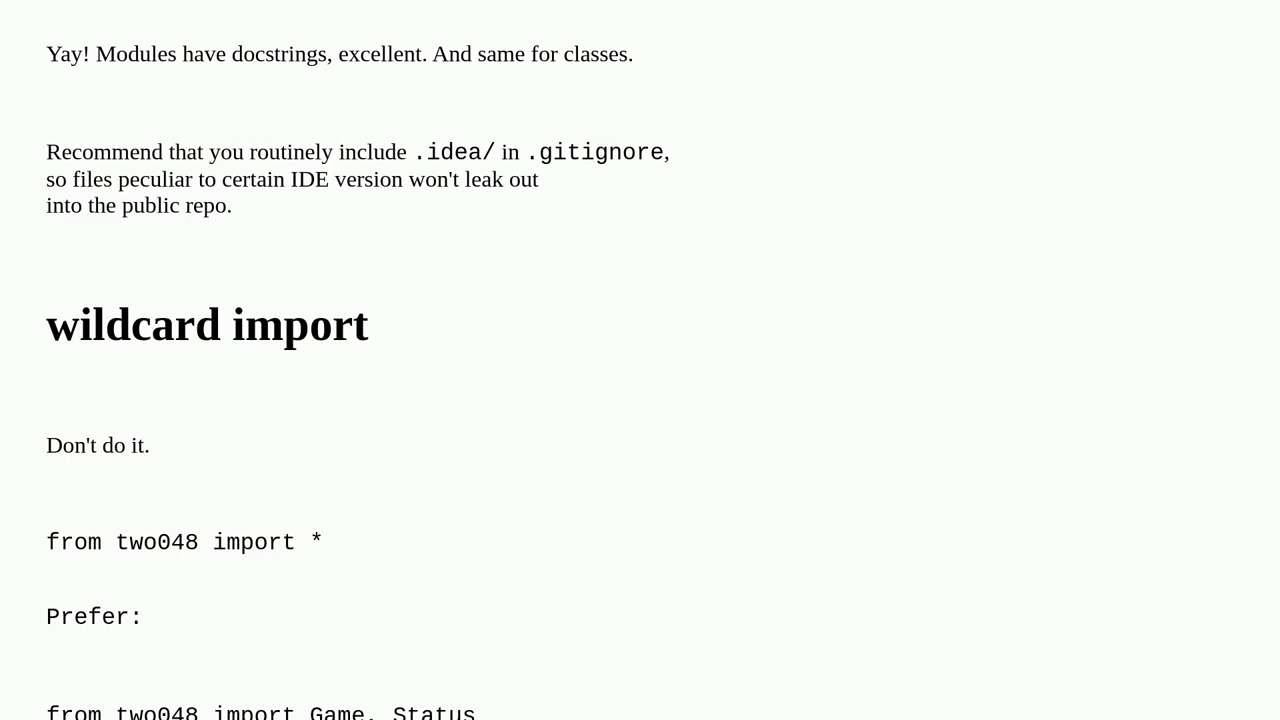 Yay! Modules have docstrings, excellent. And same for classes.
Recommend that you routinely include .idea/ in .gitignore,
so files peculiar to certain IDE version won't leak out
into the public repo.
wildcard import
Don't do it.
from two048 import *
Prefer:
from two048 import Game, Status